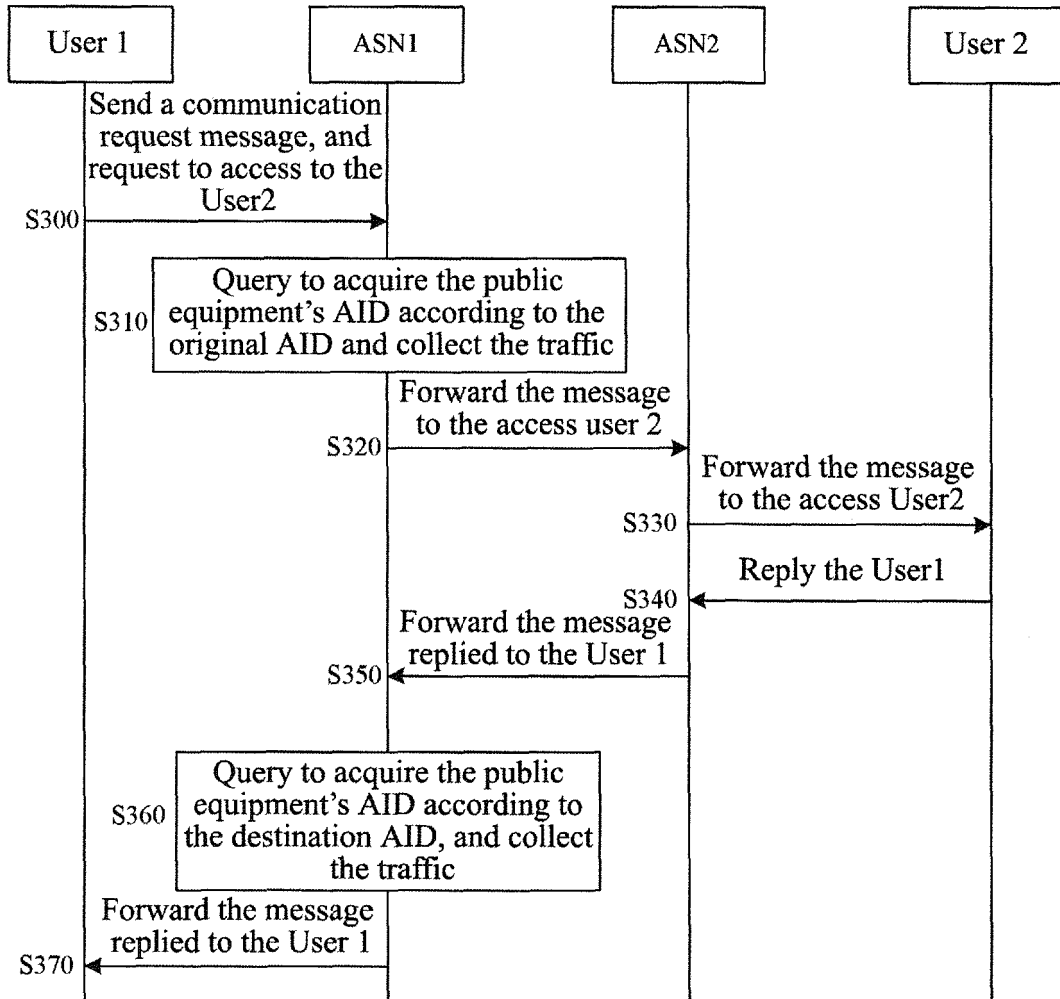 User 1
ASN1
ASN2
User 2
Send a communication
request message, and
request to access to the
User2
S300
Query to acquire the public
equipment's AID according to the
original AID and collect the traffic
S310
Forward the message
to the access user 2
S320
Forward the message
to the access User2
S330
Reply the User1
S340
Forward the message
replied to the User 1
S350
Query to acquire the public
equipment's AID according to
the destination AID, and collect
the traffic
S360
Forward the message
replied to the User 1
S370